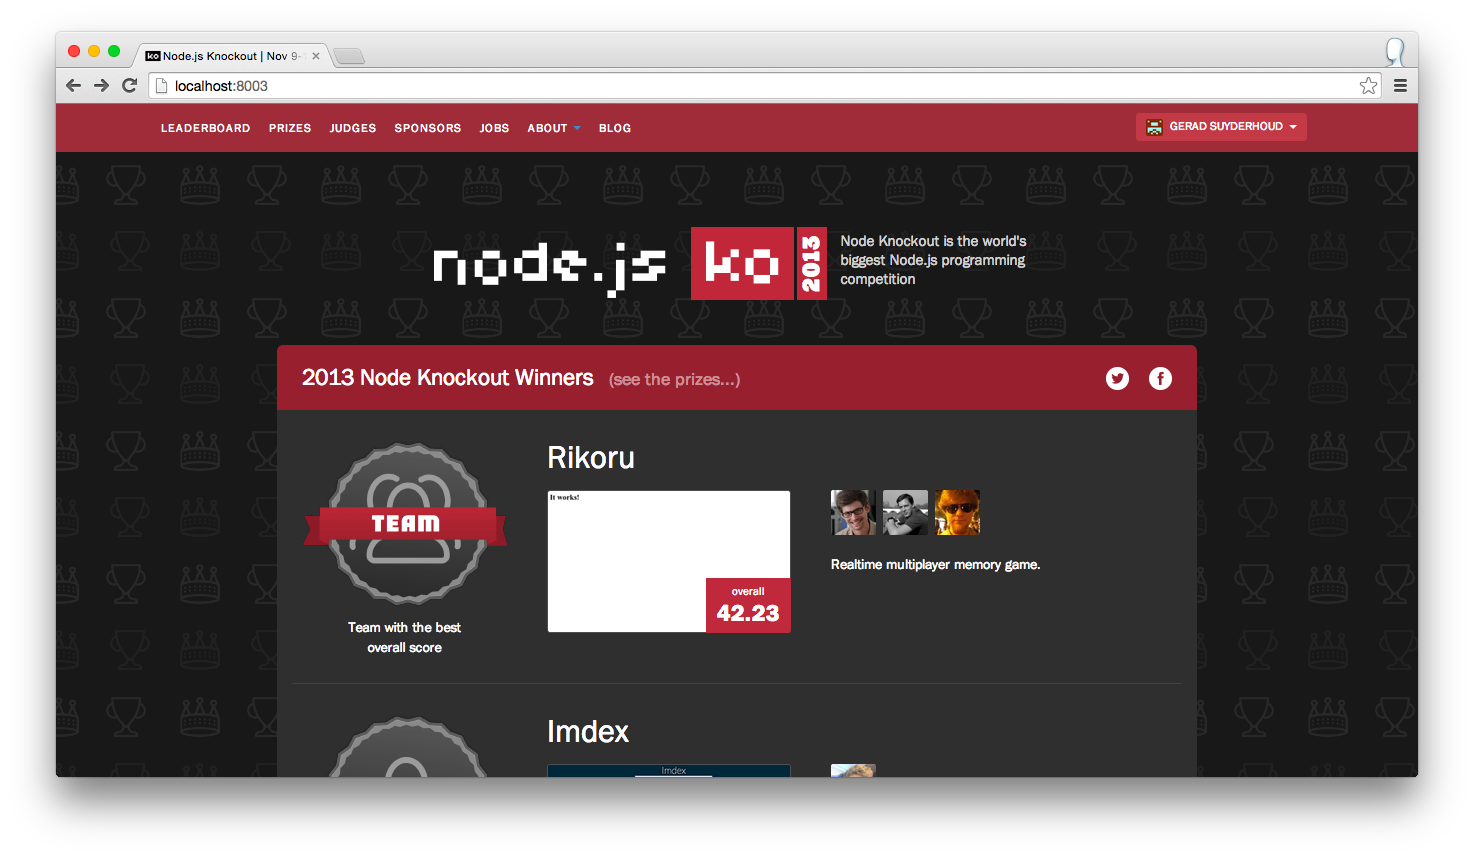 ko Node.js Knockout | Nov 9-
localhost:8003
LEADERBOARD PRIZES JUDGES SPONSORS JOBS ABOUT BLOG
GERAD SUYDERHOUD
node.js ko 2013
Node Knockout is the world's
biggest Node.js programming
competition
2013 Node Knockout Winners (see the prizes...)
TEAM
Team with the best
overall score
Rikoru
It works!
overall
42.23
Realtime multiplayer memory game.
Imdex
Imdex